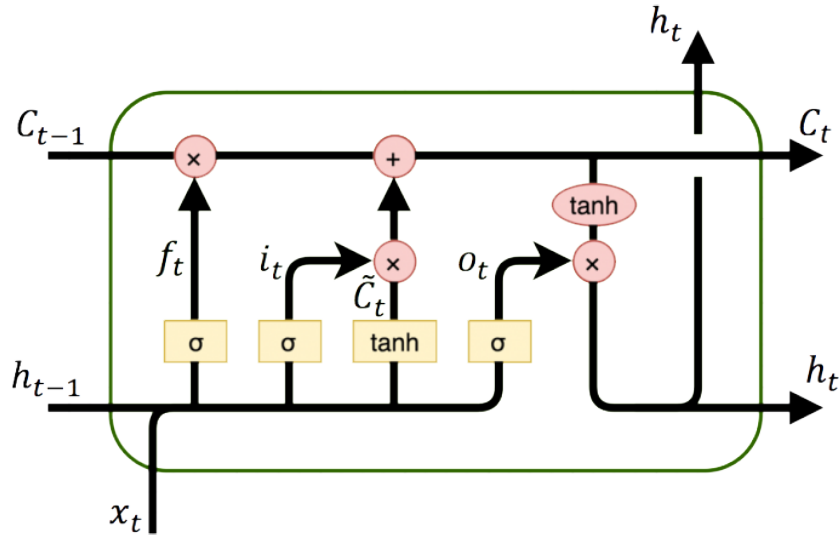 h_t
C_{t−1}
C_t
×
+
tanh
f_t
i_t
×
o_t
×
C̃_t
σ
σ
tanh
σ
h_{t−1}
h_t
x_t